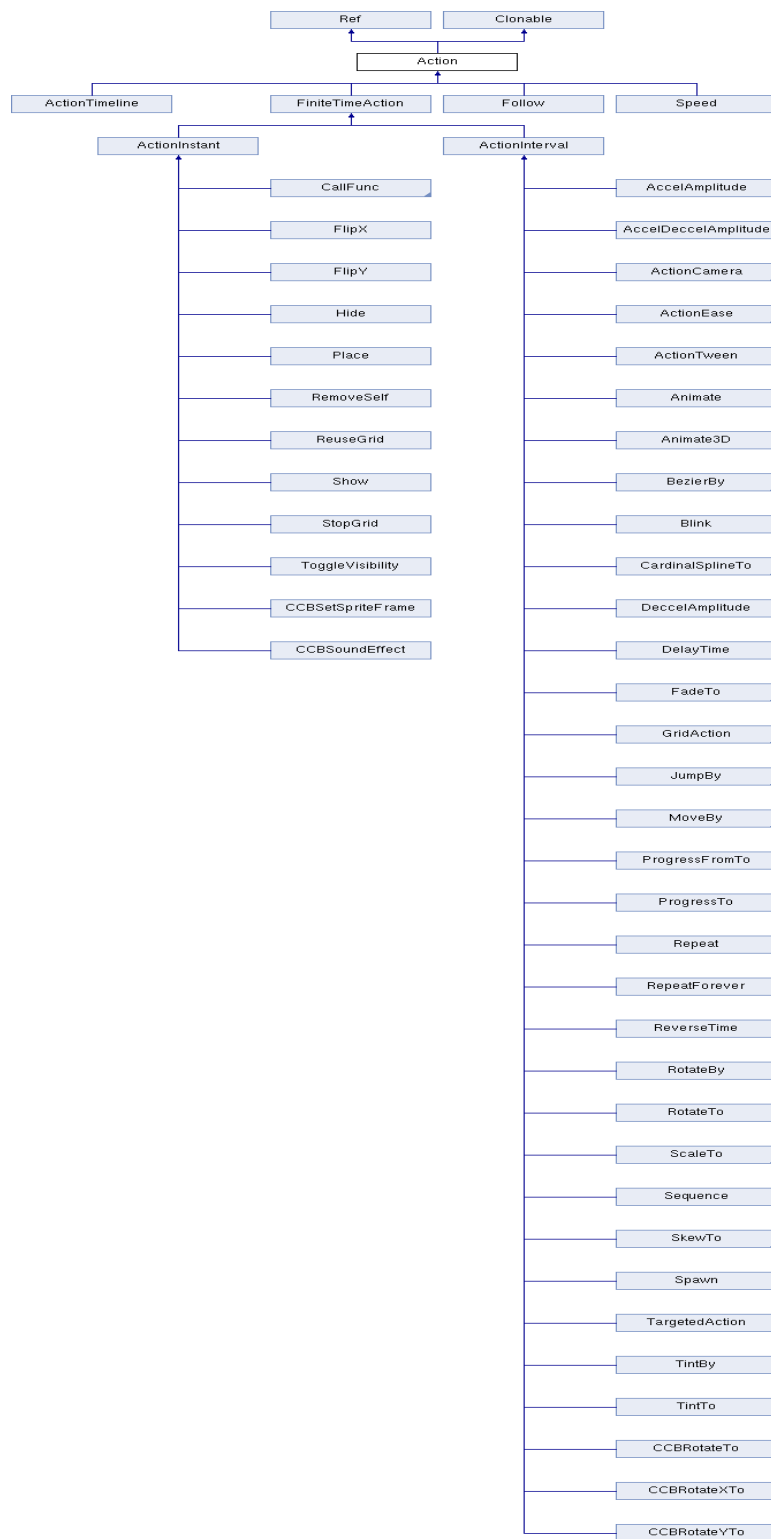 Ref
Clonable
Action
ActionTimeline
FiniteTimeAction
Follow
Speed
ActionInstant
ActionInterval
CallFunc
AccelAmplitude
FlipX
AccelDeccelAmplitude
FlipY
ActionCamera
Hide
ActionEase
Place
ActionTween
RemoveSelf
Animate
ReuseGrid
Animate3D
Show
BezierBy
StopGrid
Blink
ToggleVisibility
CardinalSplineTo
CCBSetSpriteFrame
DeccelAmplitude
CCBSoundEffect
DelayTime
FadeTo
GridAction
JumpBy
MoveBy
ProgressFromTo
ProgressTo
Repeat
RepeatForever
ReverseTime
RotateBy
RotateTo
ScaleTo
Sequence
SkewTo
Spawn
TargetedAction
TintBy
TintTo
CCBRotateTo
CCBRotateXTo
CCBRotateYTo